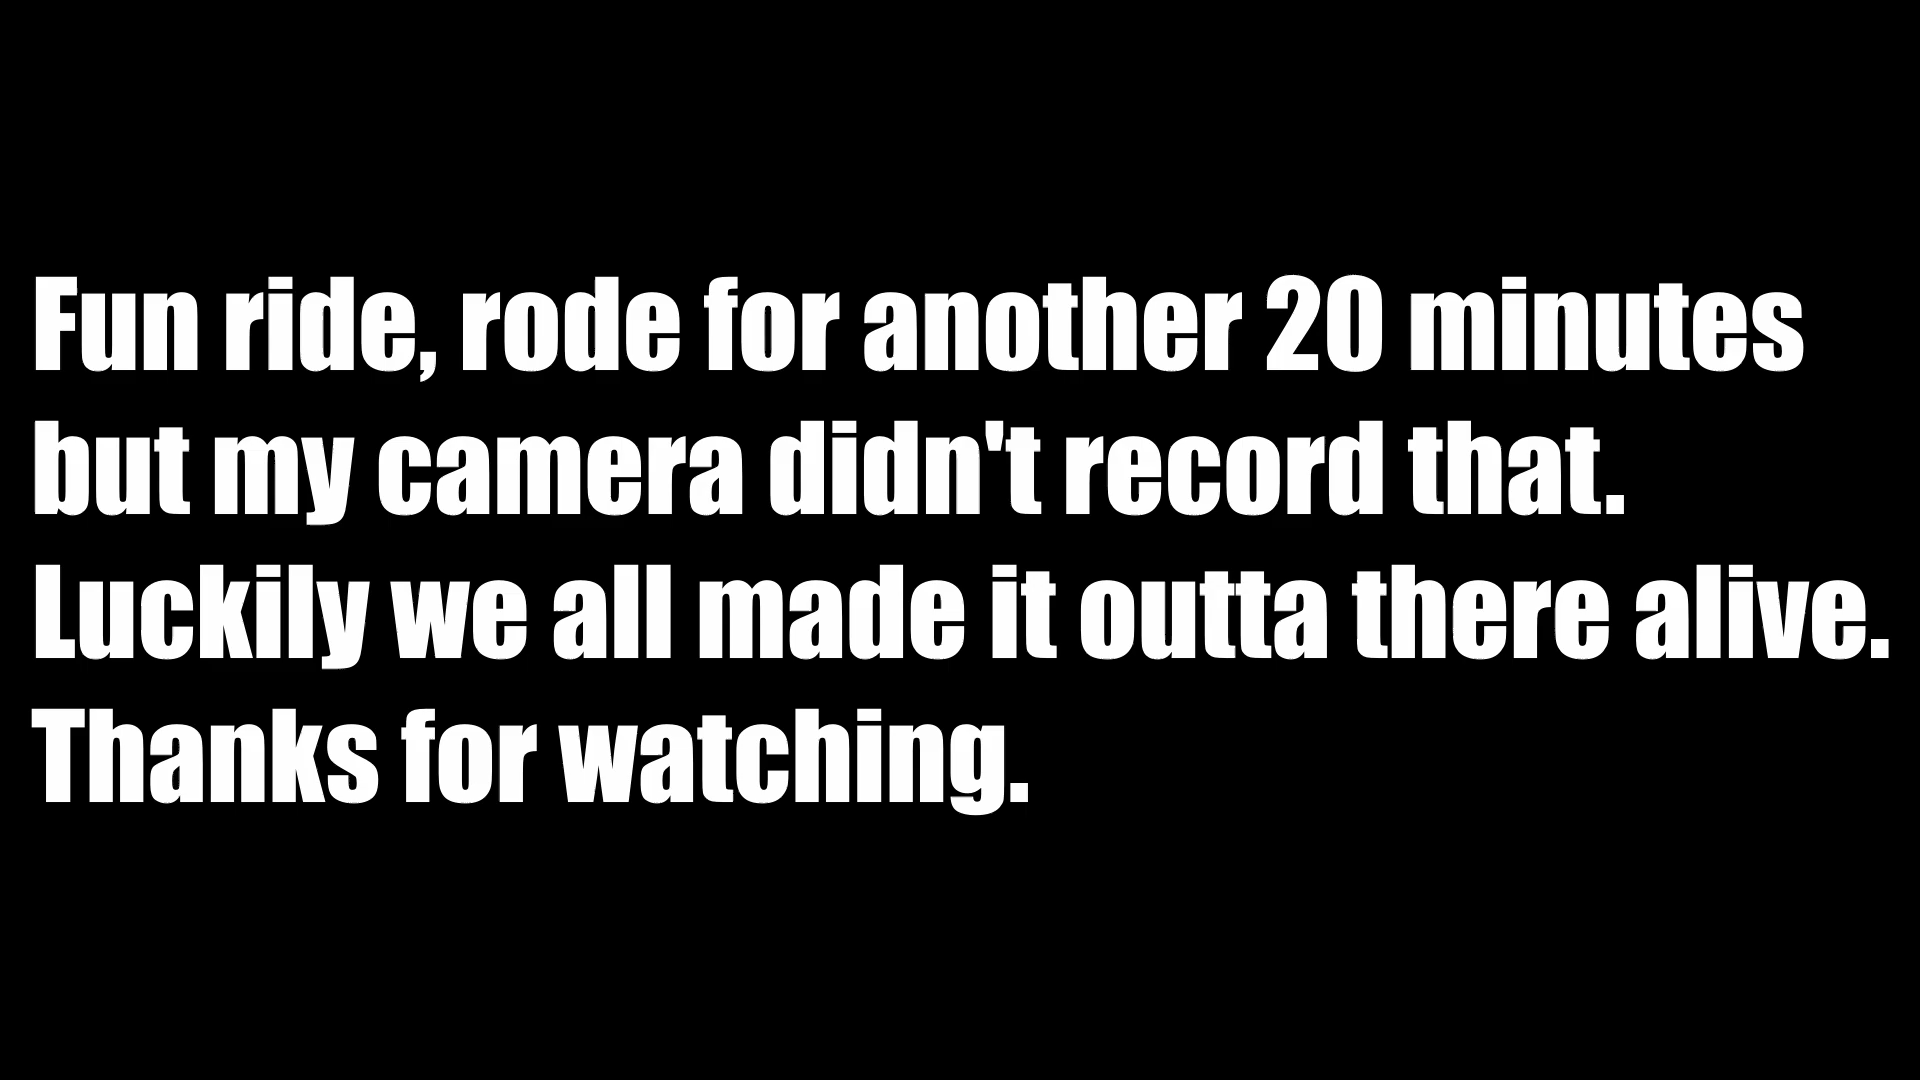 Fun ride, rode for another 20 minutes
but my camera didn't record that.
Luckily we all made it outta there alive.
Thanks for watching.